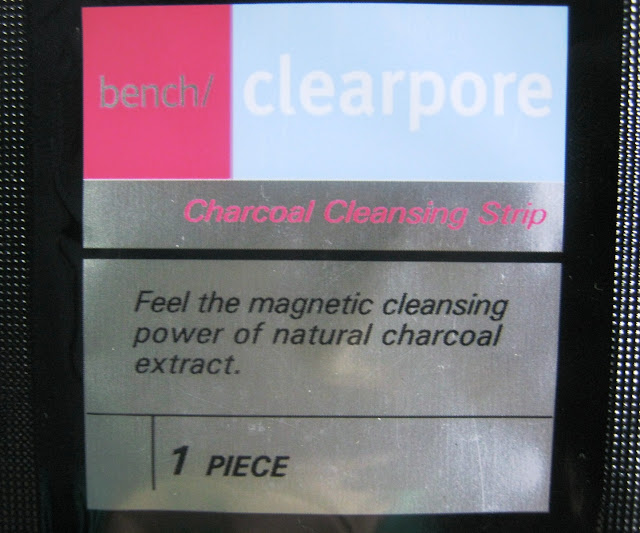 bench/ clearpore
Charcoal Cleansing Strip
Feel the magnetic cleansing
power of natural charcoal
extract.
1 PIECE